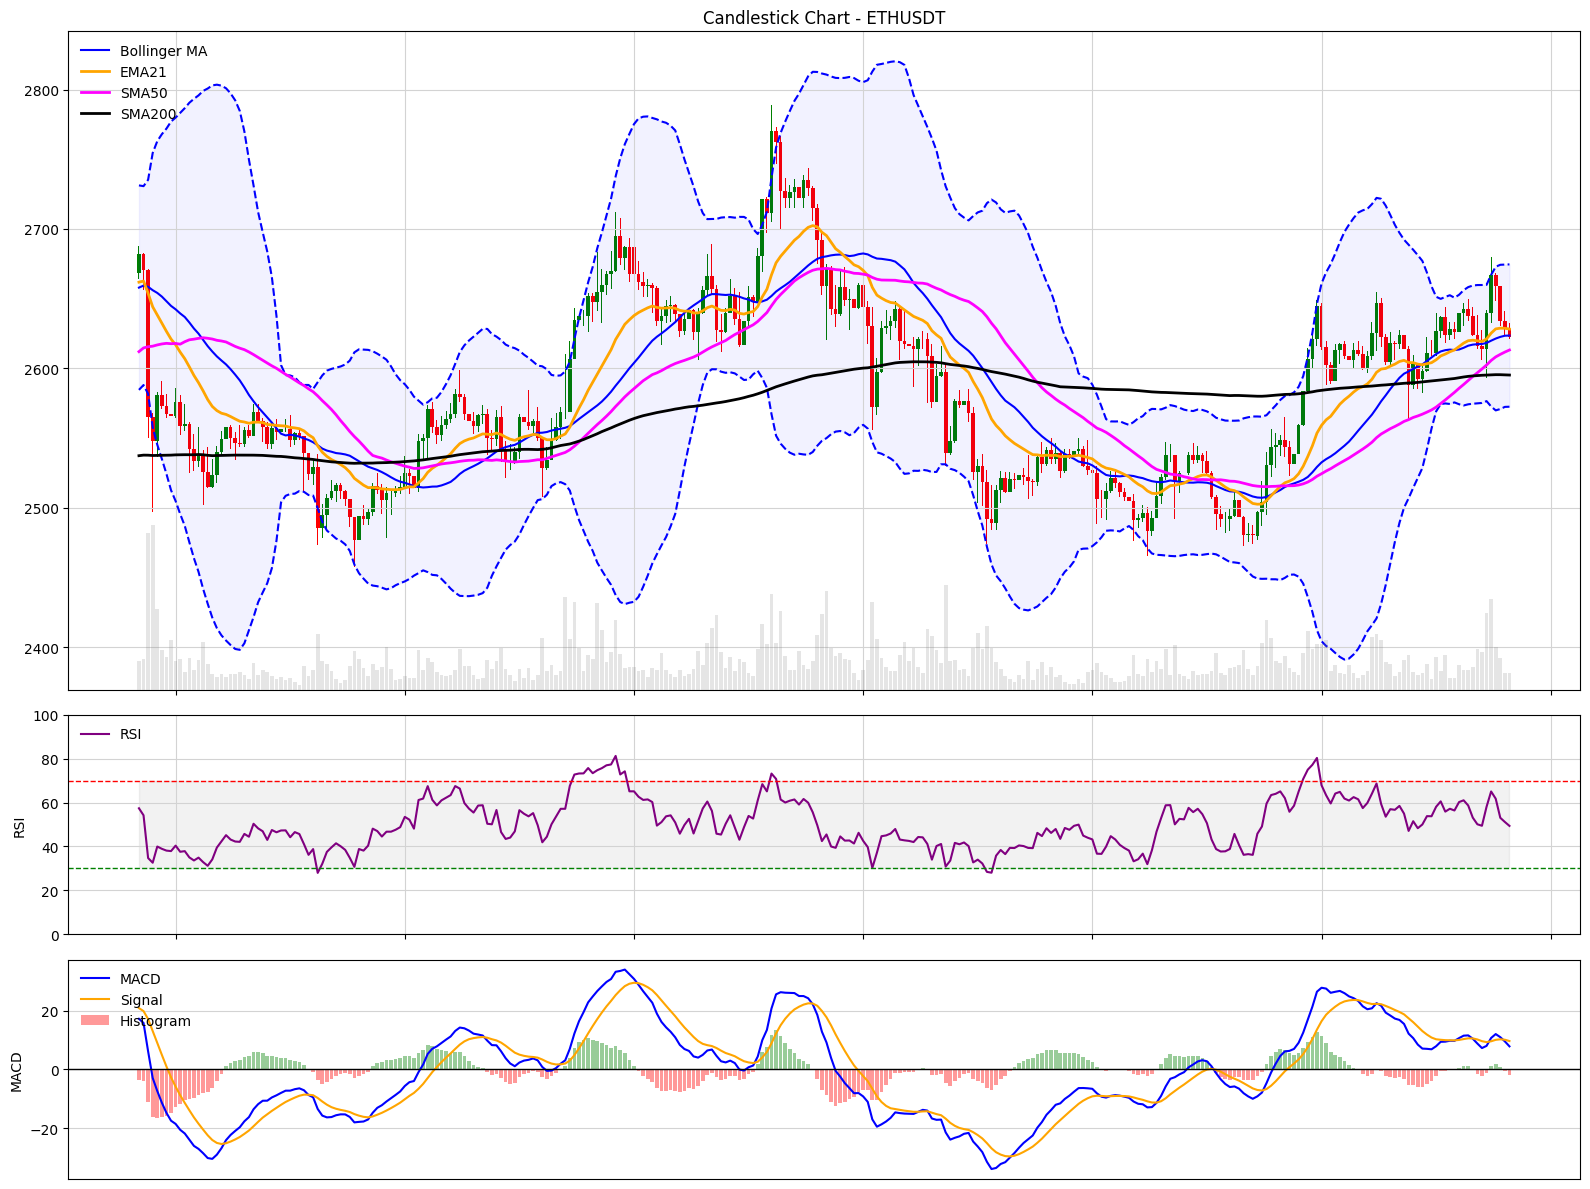 Candlestick Chart - ETHUSDT
Bollinger MA
EMA21
SMA50
SMA200
2800
2700
2600
2500
2400
RSI
100
80
60
40
20
0
RSI
MACD
Signal
Histogram
20
0
−20
MACD